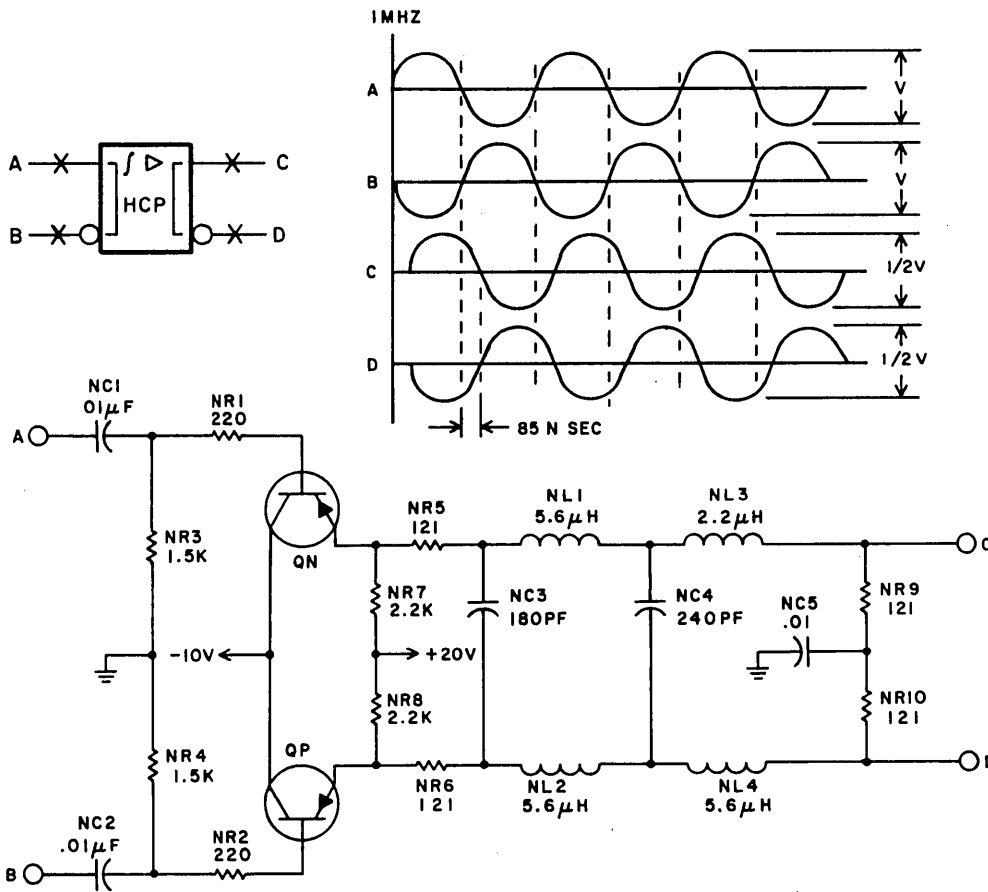 1MHZ
A
V
A
C
∫ ▷
HCP
B
D
B
V
C
1/2V
D
1/2V
85 N SEC
NC1
.01µF
NR1
220
A
NR3
1.5K
QN
NR5
121
NL1
5.6µH
NL3
2.2µH
C
NR7
2.2K
NC3
180PF
NC4
240PF
NC5
.01
NR9
121
-10V
+20V
NR8
2.2K
NR10
121
NR4
1.5K
QP
NR6
121
NL2
5.6µH
NL4
5.6µH
NC2
.01µF
NR2
220
B